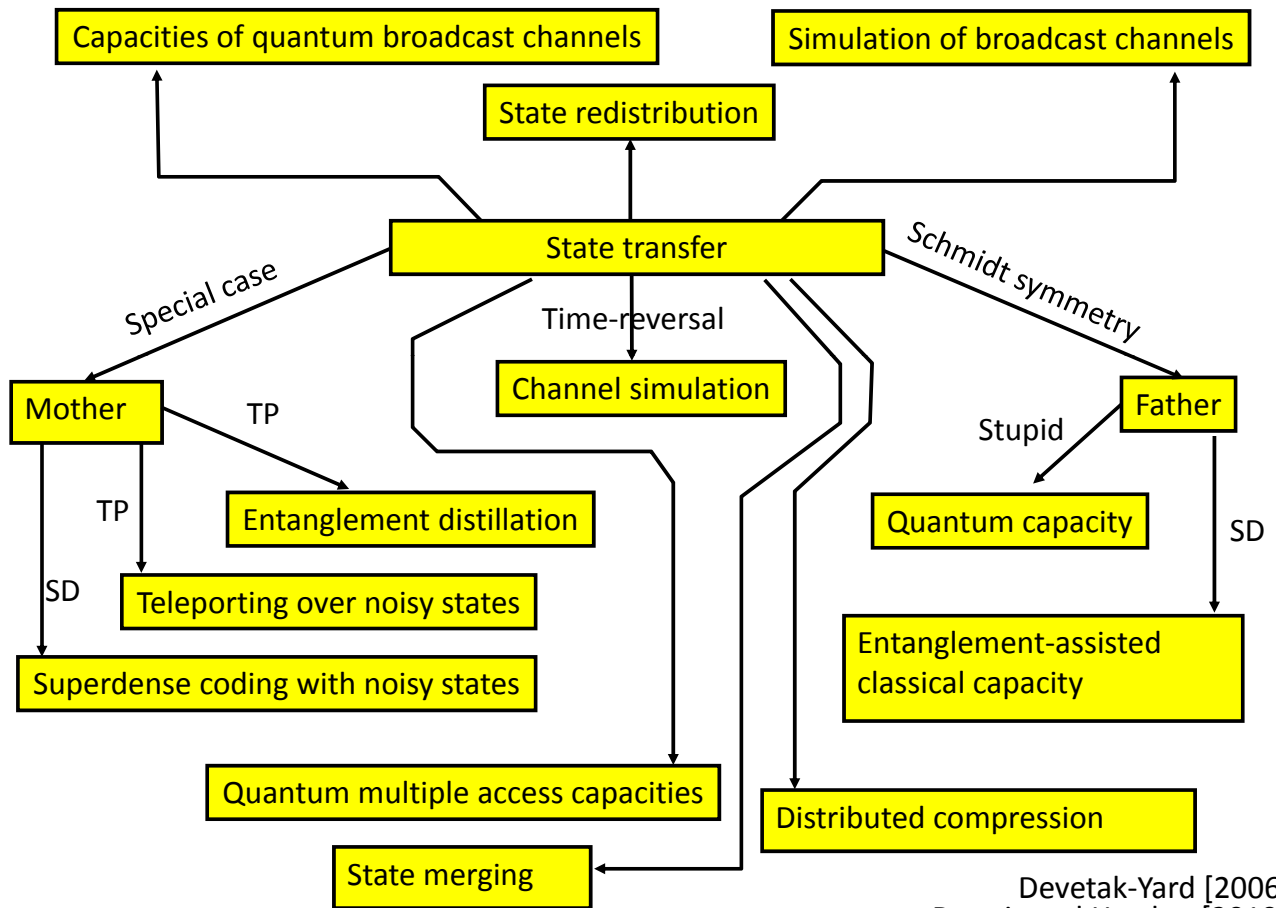 Capacities of quantum broadcast channels
Simulation of broadcast channels
State redistribution
State transfer
Special case
Schmidt symmetry
Time-reversal
Channel simulation
Mother
Father
TP
Stupid
TP
Entanglement distillation
Quantum capacity
SD
SD
Teleporting over noisy states
Superdense coding with noisy states
Entanglement-assisted
classical capacity
Quantum multiple access capacities
Distributed compression
State merging
Devetak-Yard [2006